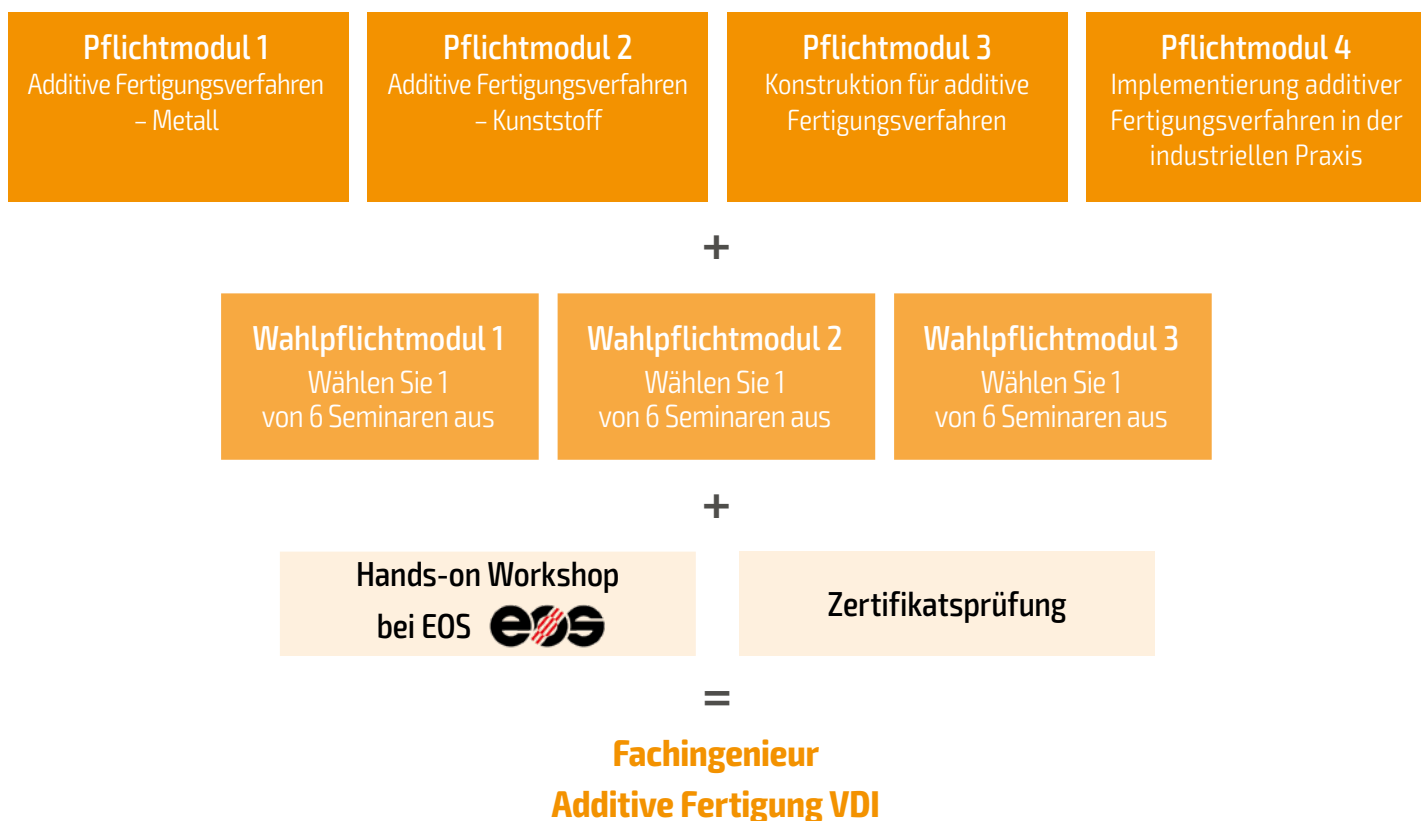 Pflichtmodul 1
Additive Fertigungsverfahren
– Metall
Pflichtmodul 2
Additive Fertigungsverfahren
– Kunststoff
Pflichtmodul 3
Konstruktion für additive
Fertigungsverfahren
Pflichtmodul 4
Implementierung additiver
Fertigungsverfahren in der
industriellen Praxis
+
Wahlpflichtmodul 1
Wählen Sie 1
von 6 Seminaren aus
Wahlpflichtmodul 2
Wählen Sie 1
von 6 Seminaren aus
Wahlpflichtmodul 3
Wählen Sie 1
von 6 Seminaren aus
+
Hands-on Workshop
bei EOS eos
Zertifikatsprüfung
=
Fachingenieur
Additive Fertigung VDI